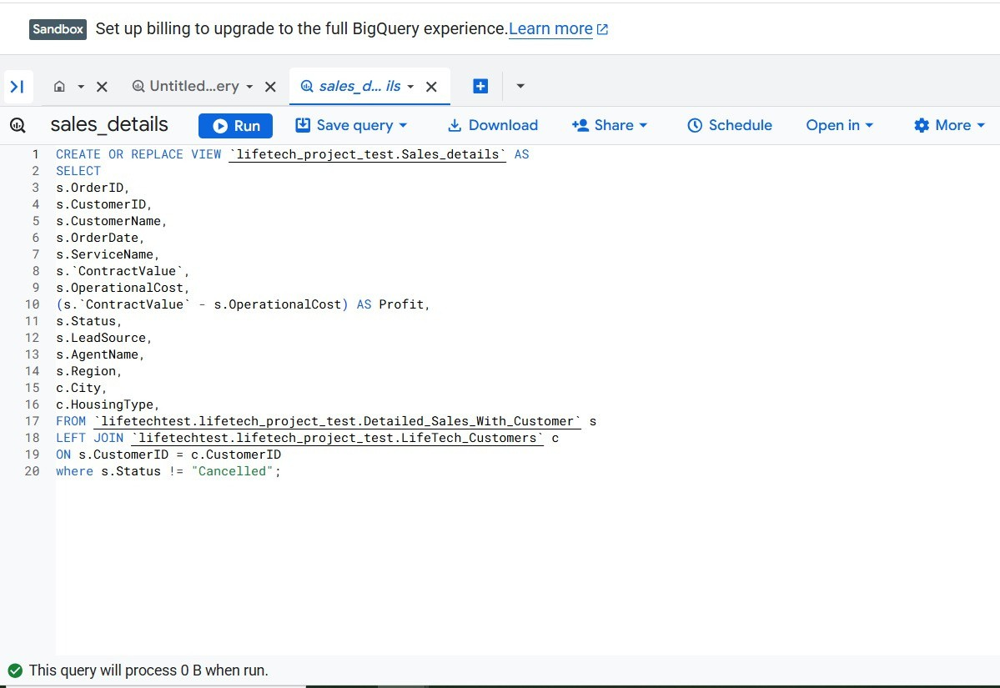 Sandbox Set up billing to upgrade to the full BigQuery experience. Learn more
Untitled...ery sales_d... ils
sales_details Run Save query Download Share Schedule Open in More
1 CREATE OR REPLACE VIEW `lifetech_project_test.Sales_details` AS
2 SELECT
3 s.OrderID,
4 s.CustomerID,
5 s.CustomerName,
6 s.OrderDate,
7 s.ServiceName,
8 s.`ContractValue`,
9 s.OperationalCost,
10 (s.`ContractValue` - s.OperationalCost) AS Profit,
11 s.Status,
12 s.LeadSource,
13 s.AgentName,
14 s.Region,
15 c.City,
16 c.HousingType,
17 FROM `lifetechtest.lifetech_project_test.Detailed_Sales_With_Customer` s
18 LEFT JOIN `lifetechtest.lifetech_project_test.LifeTech_Customers` c
19 ON s.CustomerID = c.CustomerID
20 where s.Status != "Cancelled";
This query will process 0 B when run.